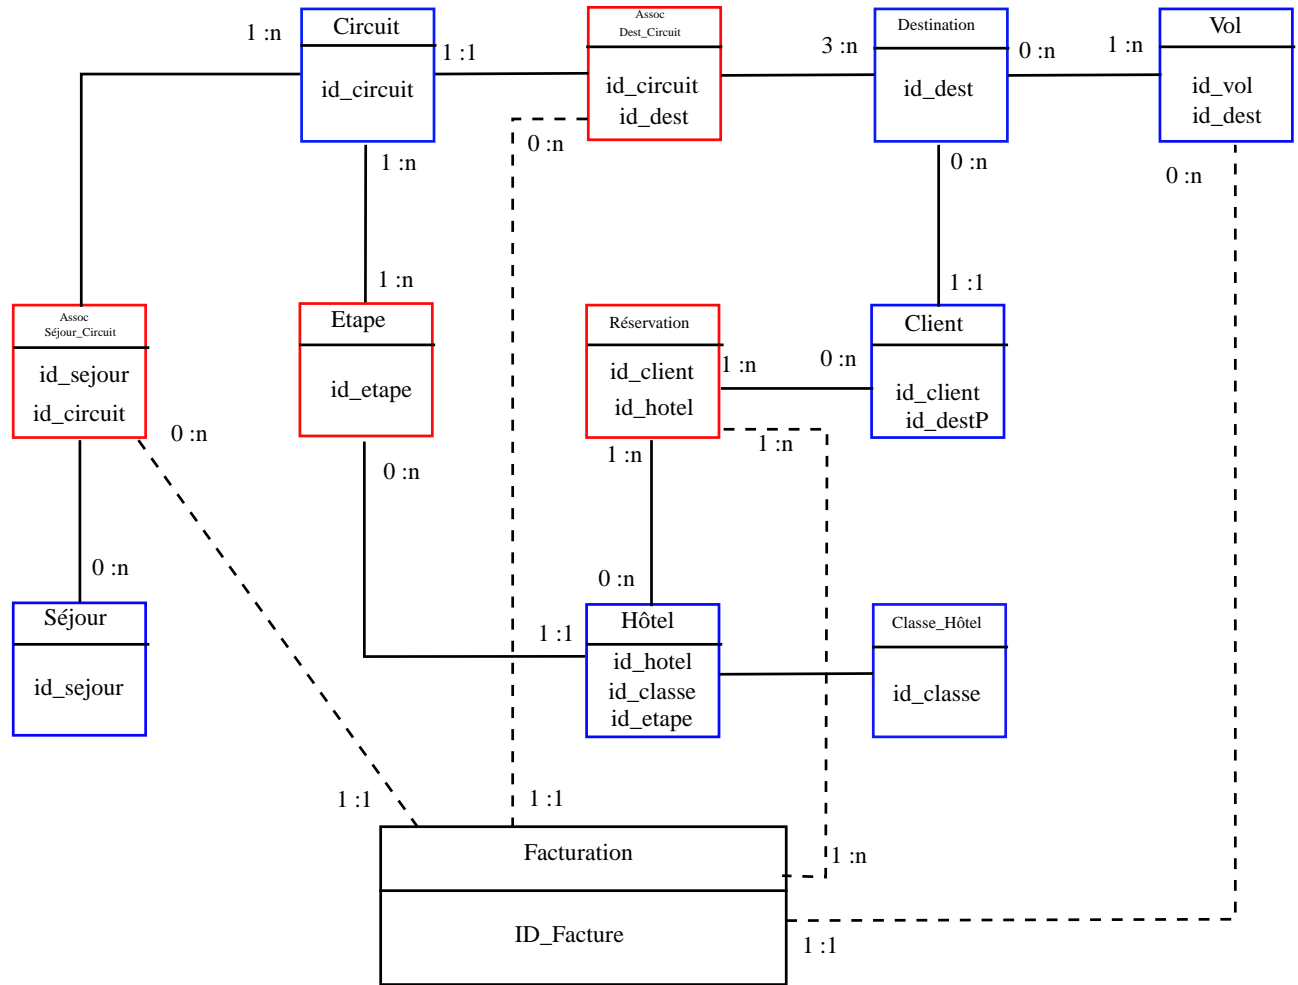 1 :n
Circuit
id_circuit
1 :1
Assoc
Dest_Circuit
id_circuit
id_dest
3 :n
Destination
id_dest
0 :n
1 :n
Vol
id_vol
id_dest
0 :n
1 :n
0 :n
0 :n
1 :n
1 :1
Assoc
Séjour_Circuit
id_sejour
id_circuit
Etape
id_etape
Réservation
id_client
id_hotel
1 :n
0 :n
Client
id_client
id_destP
0 :n
0 :n
1 :n
1 :n
0 :n
0 :n
Séjour
id_sejour
1 :1
Hôtel
id_hotel
id_classe
id_etape
Classe_Hôtel
id_classe
1 :1
1 :1
Facturation
ID_Facture
1 :n
1 :1